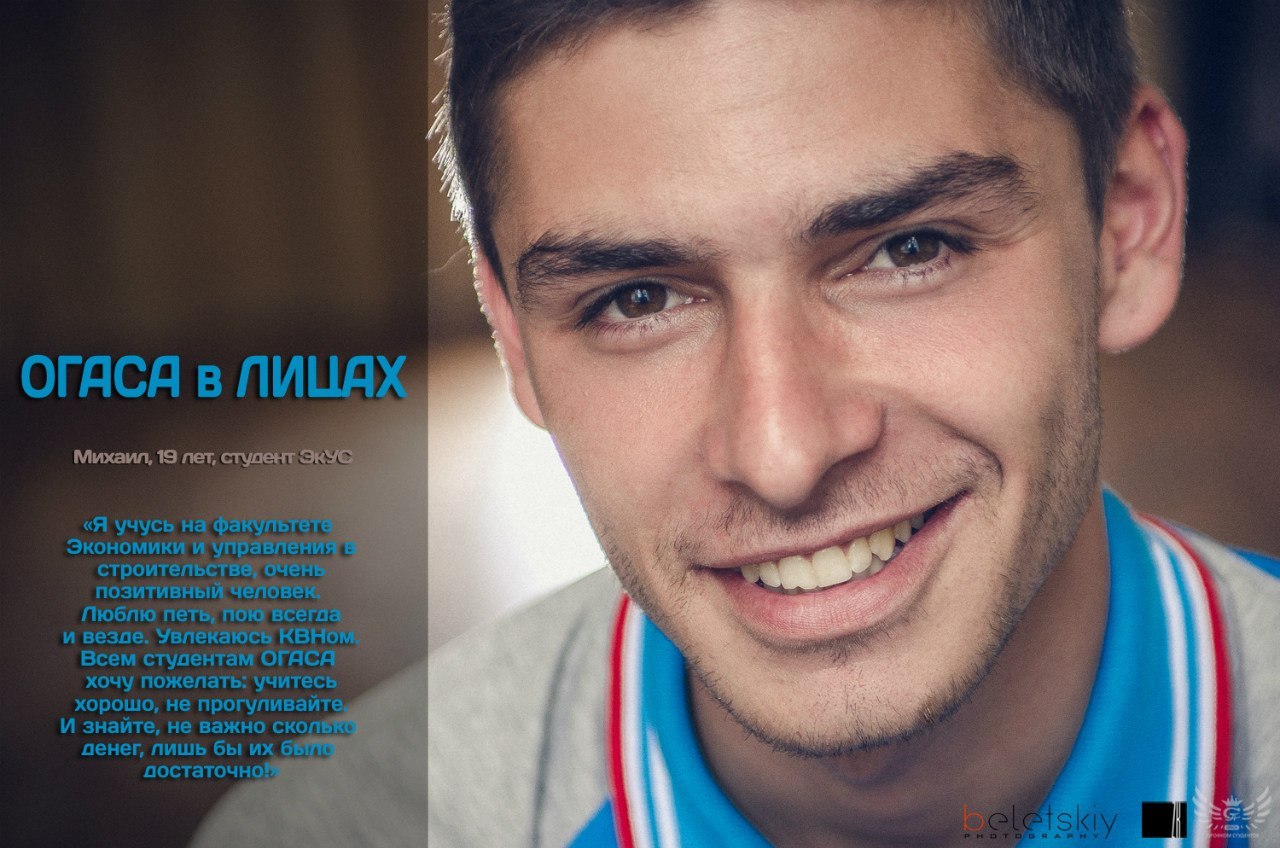 ОГАСА в ЛИЦАХ
Михаил, 19 лет, студент ЭкУС
«Я учусь на факультете
Экономики и управления в
строительстве, очень
позитивный человек.
Люблю петь, пою всегда
и везде. Увлекаюсь КВНом.
Всем студентам ОГАСА
хочу пожелать: учитесь
хорошо, не прогуливайте.
И знайте, не важно сколько
денег, лишь бы их было
достаточно!»
beletskiy
PHOTOGRAPHY